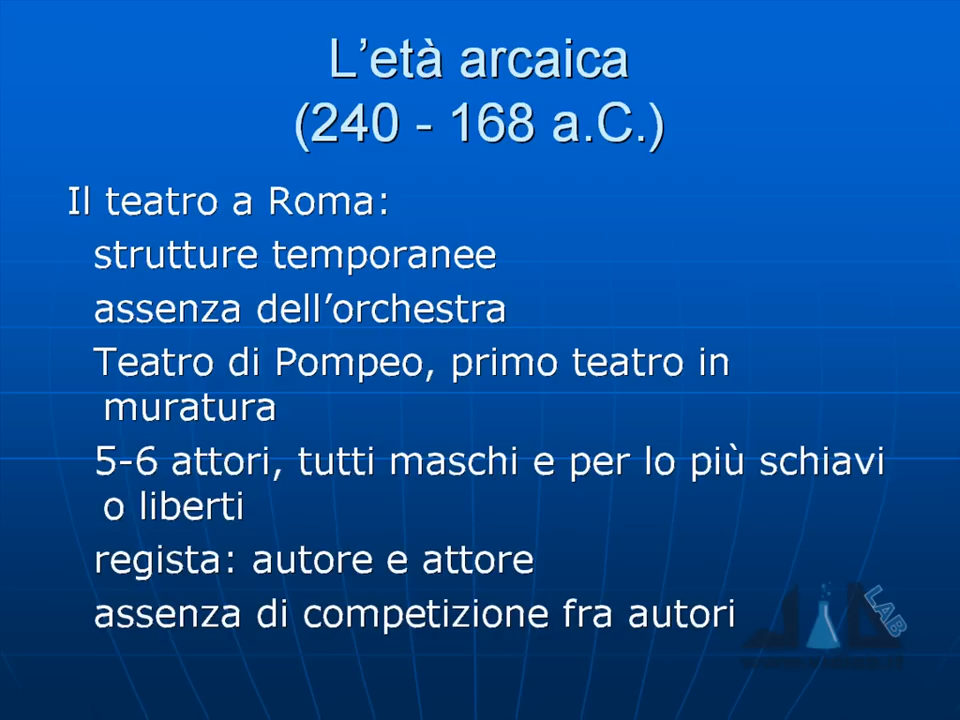 L’età arcaica
(240 - 168 a.C.)
Il teatro a Roma:
strutture temporanee
assenza dell’orchestra
Teatro di Pompeo, primo teatro in
muratura
5-6 attori, tutti maschi e per lo più schiavi
o liberti
regista: autore e attore
assenza di competizione fra autori
LAB